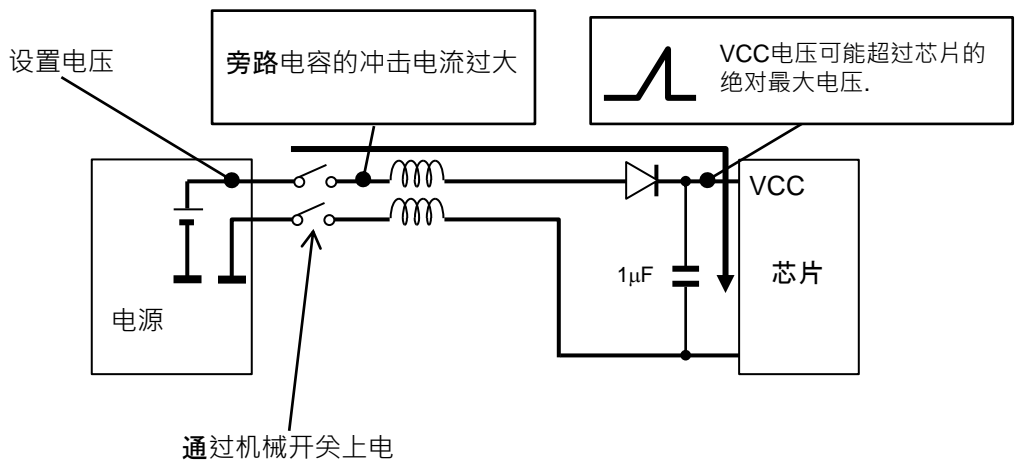 设置电压
旁路电容的冲击电流过大
VCC电压可能超过芯片的
绝对最大电压.
VCC
1μF
芯片
电源
通过机械开关上电